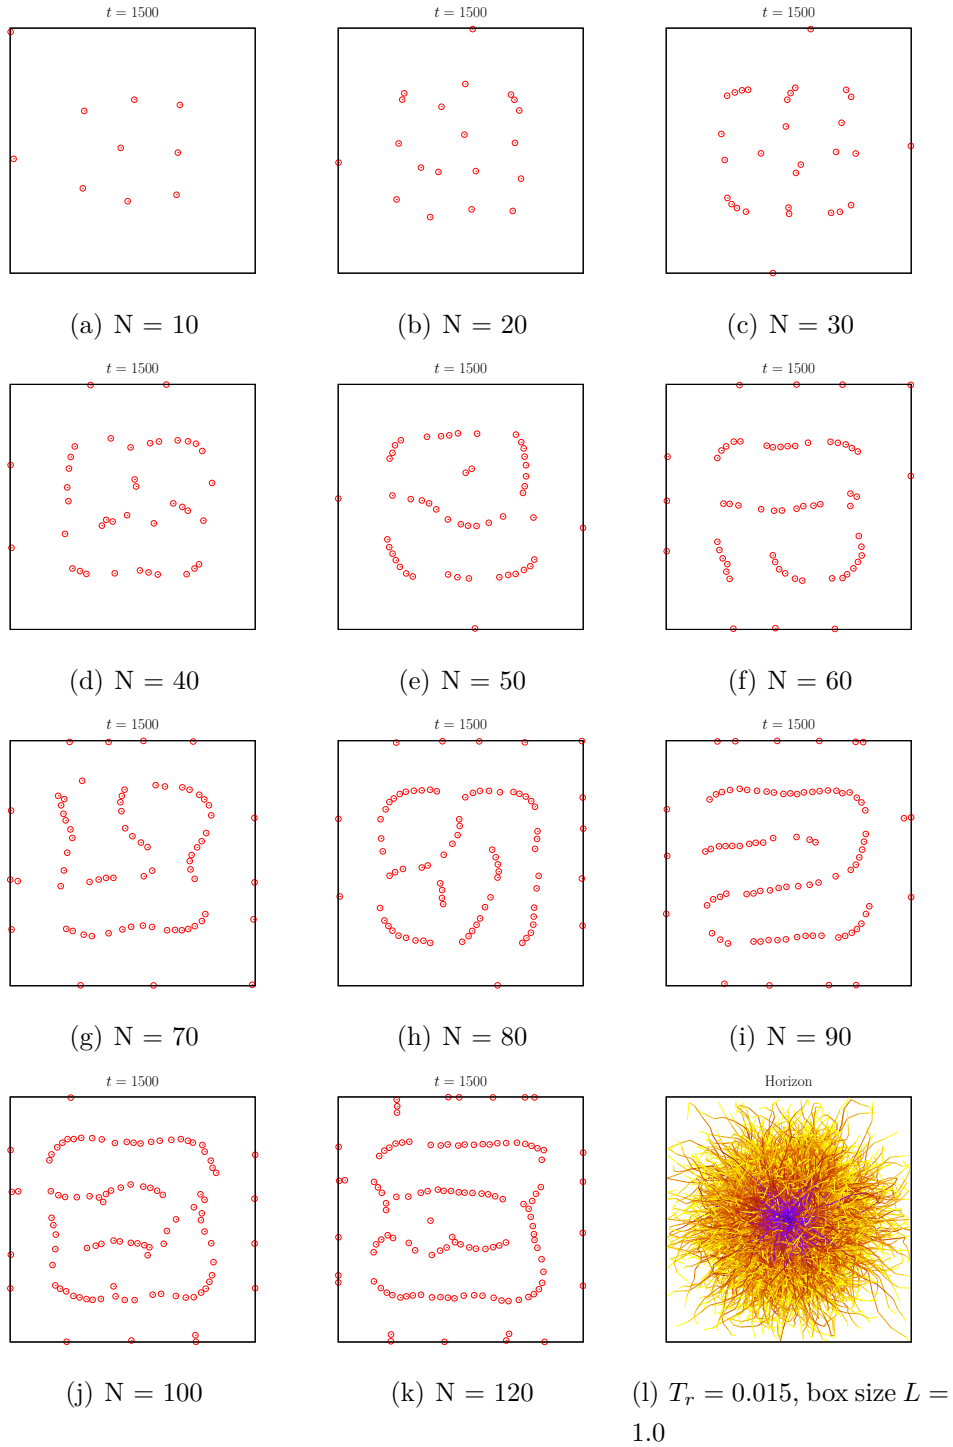 t = 1500 t = 1500 t = 1500
(a) N = 10 (b) N = 20 (c) N = 30
t = 1500 t = 1500 t = 1500
(d) N = 40 (e) N = 50 (f) N = 60
t = 1500 t = 1500 t = 1500
(g) N = 70 (h) N = 80 (i) N = 90
t = 1500 t = 1500 Horizon
(j) N = 100 (k) N = 120 (l) T_r = 0.015, box size L =
1.0